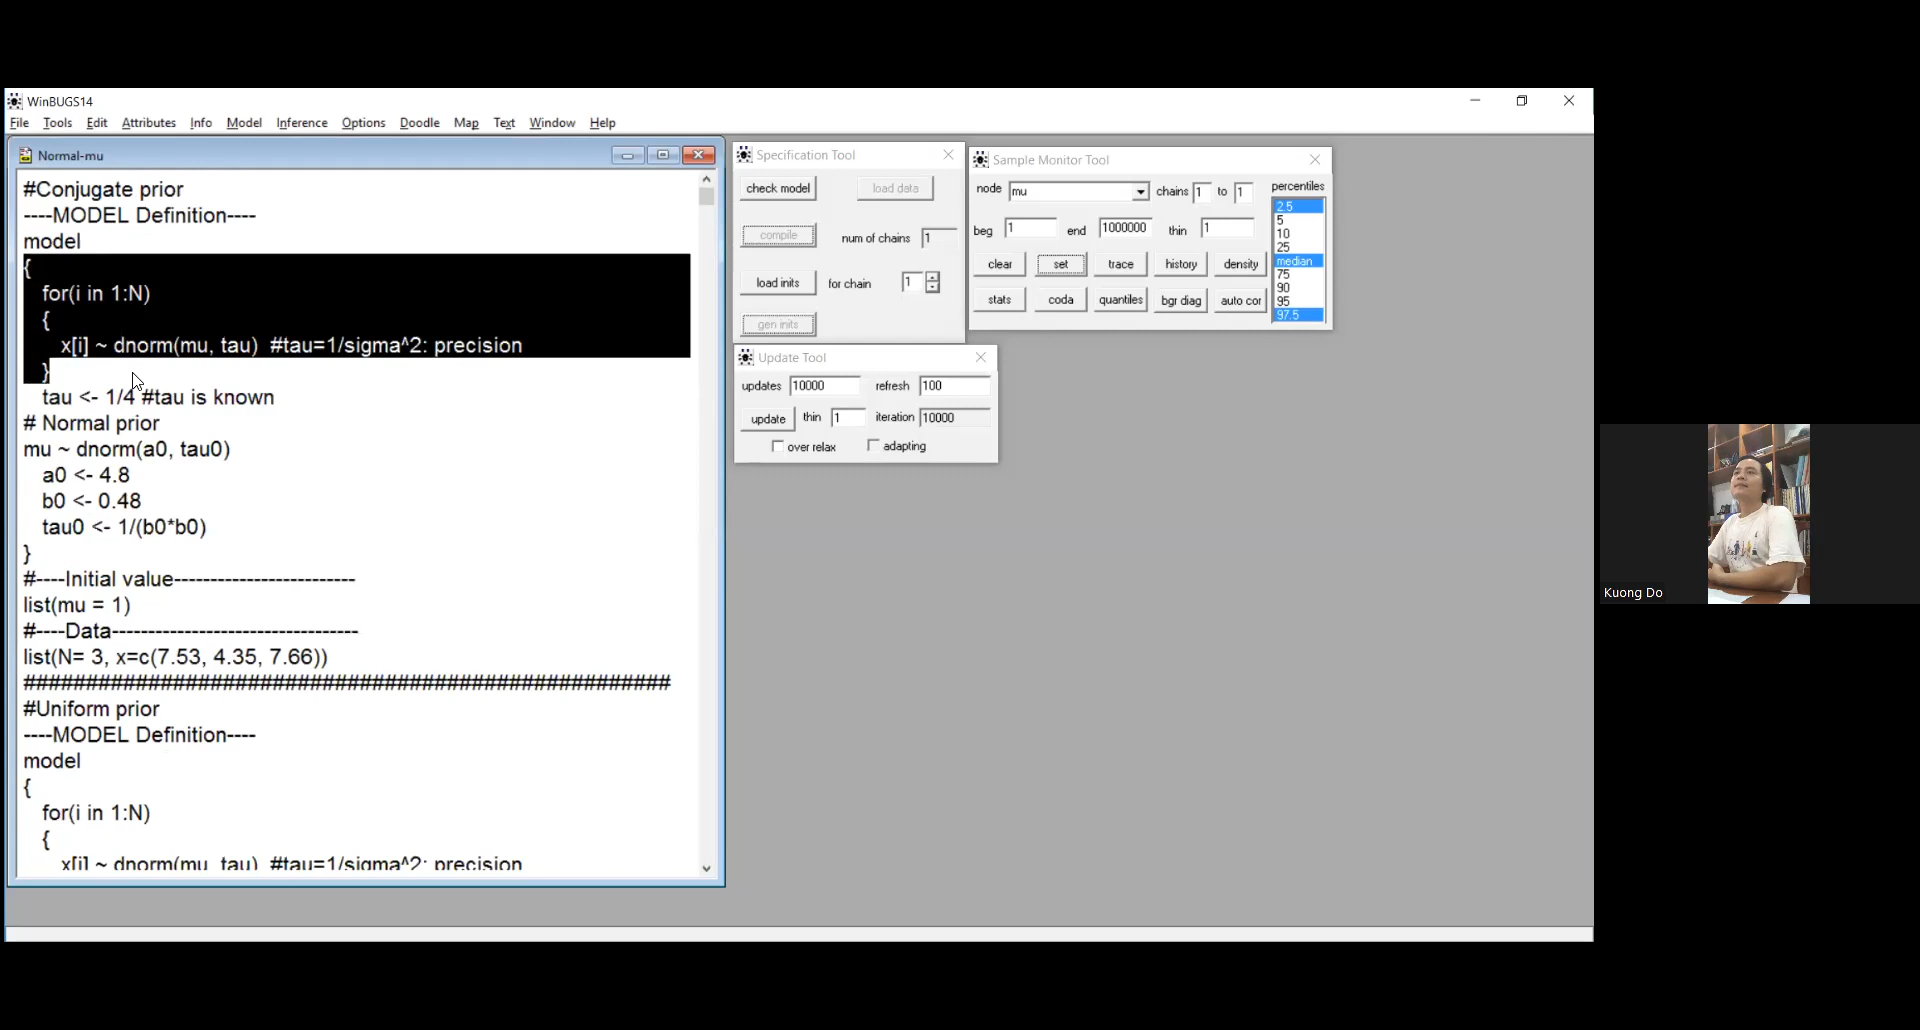 WinBUGS14
File Tools Edit Attributes Info Model Inference Options Doodle Map Text Window Help
Normal-mu
#Conjugate prior
----MODEL Definition----
model
{
for(i in 1:N)
{
x[i] ~ dnorm(mu, tau) #tau=1/sigma^2: precision
}
tau <- 1/4 #tau is known
# Normal prior
mu ~ dnorm(a0, tau0)
a0 <- 4.8
b0 <- 0.48
tau0 <- 1/(b0*b0)
}
#----Initial value-------------------------
list(mu = 1)
#----Data----------------------------------
list(N= 3, x=c(7.53, 4.35, 7.66))
######################################################
#Uniform prior
----MODEL Definition----
model
{
for(i in 1:N)
{
x[i] ~ dnorm(mu, tau) #tau=1/sigma^2: precision
Specification Tool
check model load data
compile num of chains 1
load inits for chain 1
gen inits
Sample Monitor Tool
node mu chains 1 to 1 percentiles
beg 1 end 1000000 thin 1
clear set trace history density
stats coda quantiles bgr diag auto cor
2.5
5
10
25
median
75
90
95
97.5
Update Tool
updates 10000 refresh 100
update thin 1 iteration 10000
over relax adapting
Kuong Do